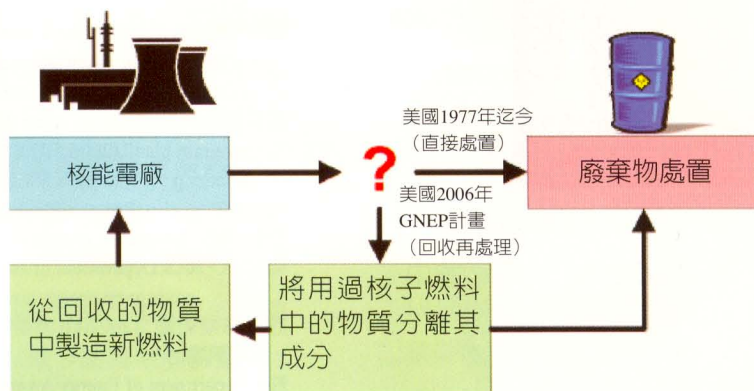 美國1977年迄今
（直接處置）
核能電廠
?
廢棄物處置
美國2006年
GNEP計畫
（回收再處理）
從回收的物質
中製造新燃料
將用過核子燃料
中的物質分離其
成分